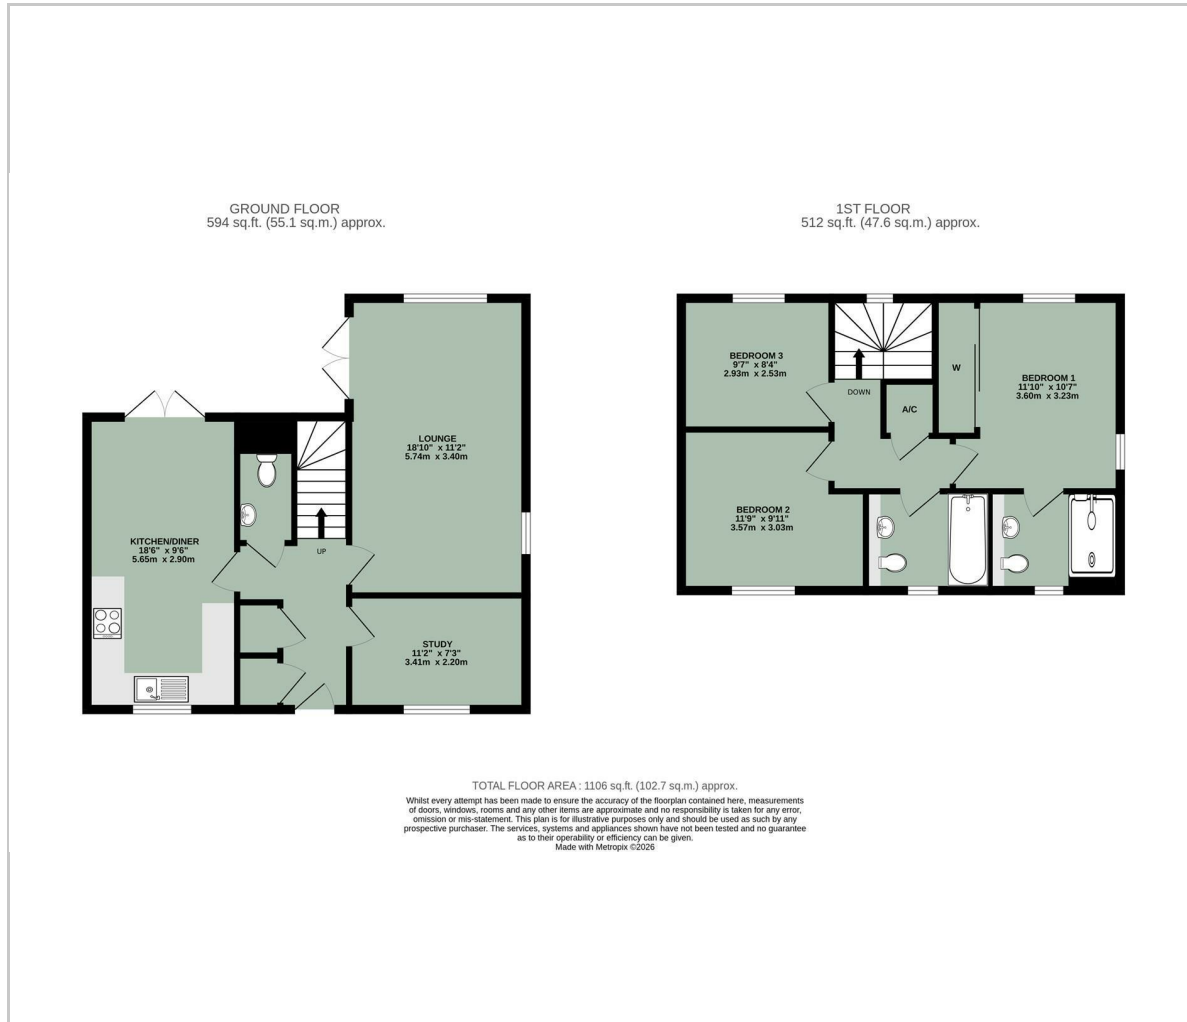 GROUND FLOOR
594 sq.ft. (55.1 sq.m.) approx.
1ST FLOOR
512 sq.ft. (47.6 sq.m.) approx.
LOUNGE
18'10" x 11'2"
5.74m x 3.40m
KITCHEN/DINER
18'6" x 9'6"
5.65m x 2.90m
UP
STUDY
11'2" x 7'3"
3.41m x 2.20m
BEDROOM 3
9'7" x 8'4"
2.93m x 2.53m
DOWN
A/C
W
BEDROOM 1
11'10" x 10'7"
3.60m x 3.23m
BEDROOM 2
11'9" x 9'11"
3.57m x 3.03m
TOTAL FLOOR AREA : 1106 sq.ft. (102.7 sq.m.) approx.
Whilst every attempt has been made to ensure the accuracy of the floorplan contained here, measurements
of doors, windows, rooms and any other items are approximate and no responsibility is taken for any error,
omission or mis-statement. This plan is for illustrative purposes only and should be used as such by any
prospective purchaser. The services, systems and appliances shown have not been tested and no guarantee
as to their operability or efficiency can be given.
Made with Metropix ©2026